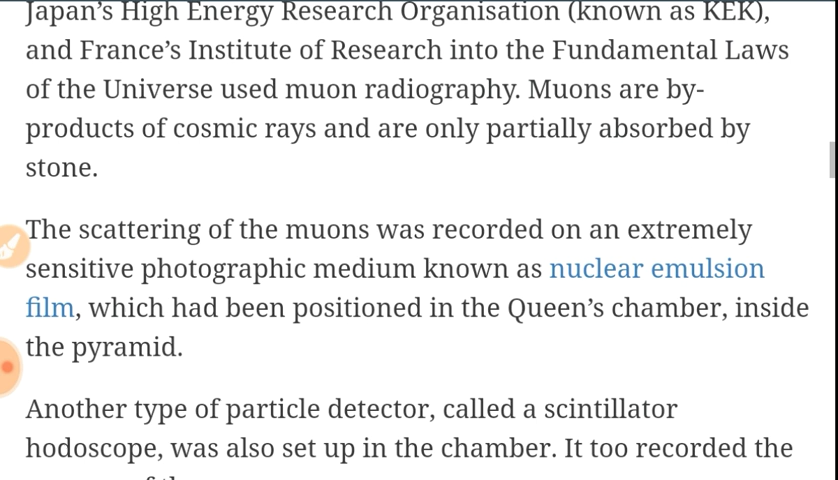 Japan’s High Energy Research Organisation (known as KEK),
and France’s Institute of Research into the Fundamental Laws
of the Universe used muon radiography. Muons are by-
products of cosmic rays and are only partially absorbed by
stone.
The scattering of the muons was recorded on an extremely
sensitive photographic medium known as nuclear emulsion
film, which had been positioned in the Queen’s chamber, inside
the pyramid.
Another type of particle detector, called a scintillator
hodoscope, was also set up in the chamber. It too recorded the